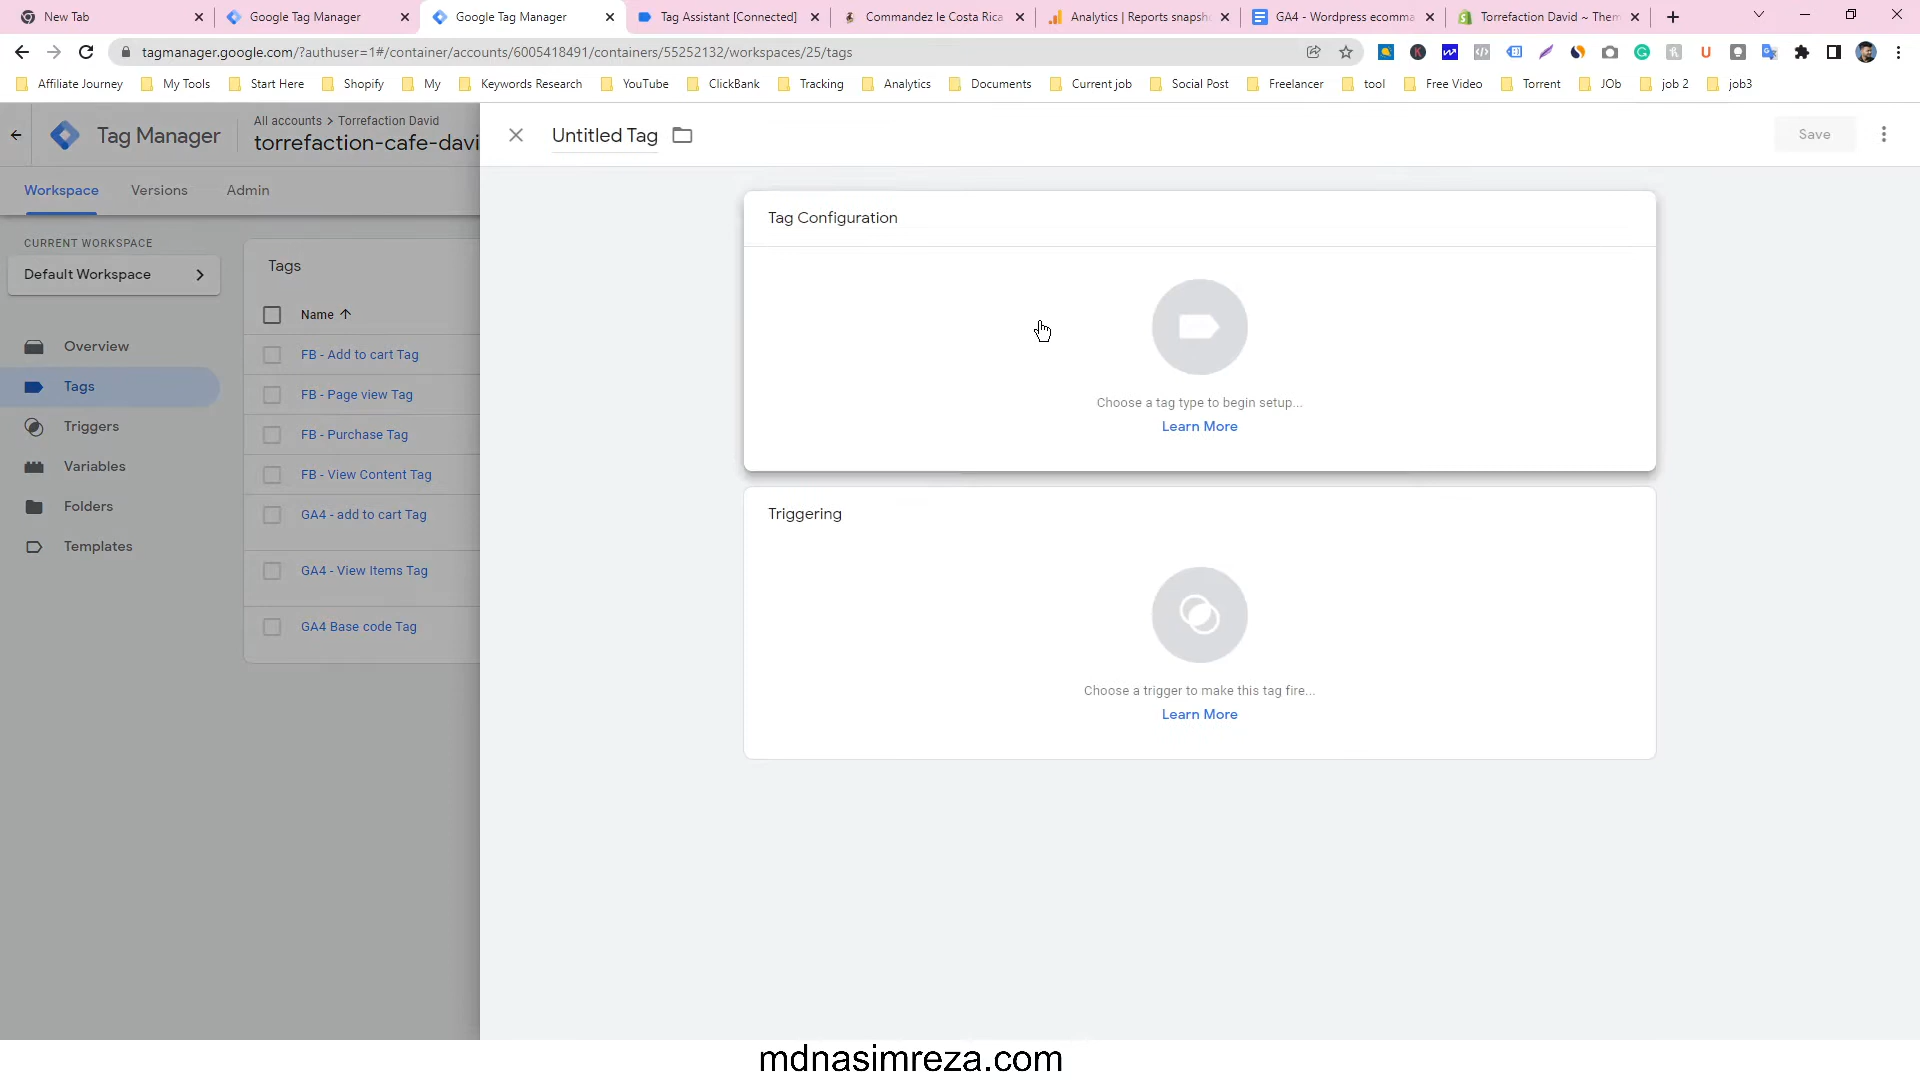 New Tab
Google Tag Manager
Google Tag Manager
Tag Assistant [Connected]
Commandez le Costa Rica
Analytics | Reports snapsh
GA4 - Wordpress ecomma
Torrefaction David ~ Them
tagmanager.google.com/?authuser=1#/container/accounts/6005418491/containers/55252132/workspaces/25/tags
Affiliate Journey
My Tools
Start Here
Shopify
My
Keywords Research
YouTube
ClickBank
Tracking
Analytics
Documents
Current job
Social Post
Freelancer
tool
Free Video
Torrent
JOb
job 2
job3
Tag Manager
All accounts > Torrefaction David
torrefaction-cafe-davi
Untitled Tag
Save
Workspace
Versions
Admin
CURRENT WORKSPACE
Default Workspace
Overview
Tags
Triggers
Variables
Folders
Templates
Tags
Name
FB - Add to cart Tag
FB - Page view Tag
FB - Purchase Tag
FB - View Content Tag
GA4 - add to cart Tag
GA4 - View Items Tag
GA4 Base code Tag
Tag Configuration
Choose a tag type to begin setup...
Learn More
Triggering
Choose a trigger to make this tag fire...
Learn More
mdnasimreza.com